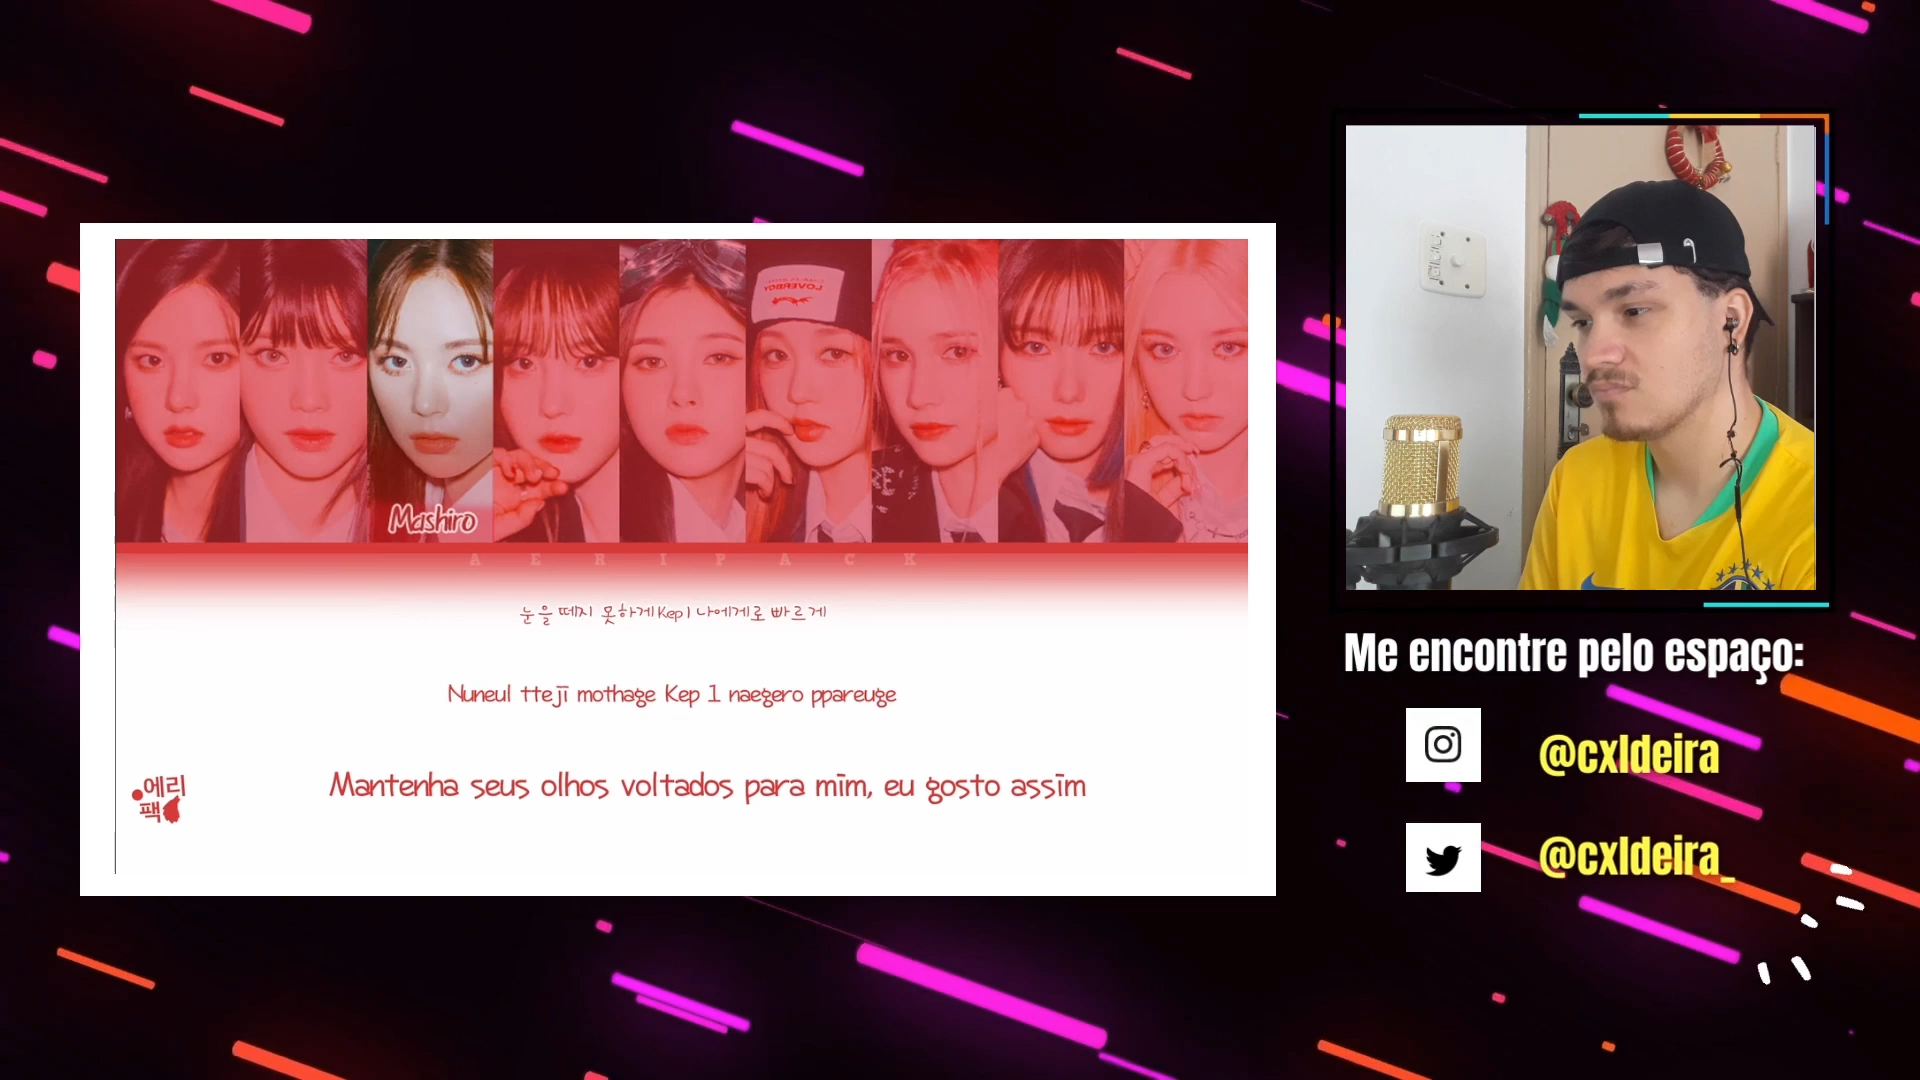 LOVERBOY
Mashiro
AERIPACK
눈을 떼지 못하게 Kep1 나에게로 빠르게
Nuneul tteji mothage Kep 1 naegero ppareuge
에리
팩
Mantenha seus olhos voltados para mim, eu gosto assim
Me encontre pelo espaço:
@cxldeira
@cxldeira_